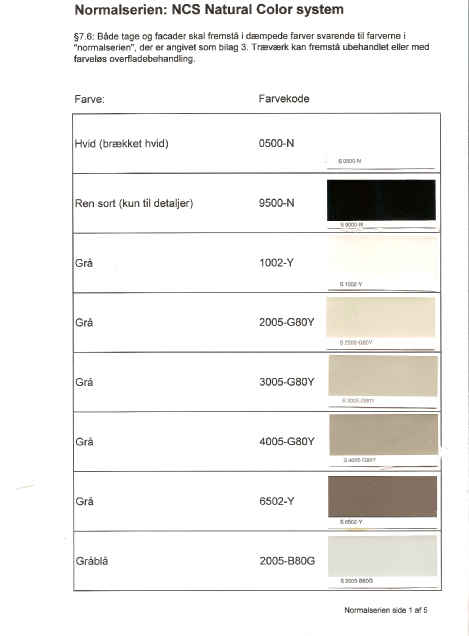 Normalserien: NCS Natural Color system
§7.6: Både tage og facader skal fremstå i dæmpede farver svarende til farverne i
"normalserien", der er angivet som bilag 3. Træværk kan fremstå ubehandlet eller med
farveløs overfladebehandling.
Farve: Farvekode
Hvid (brækket hvid) 0500-N
S 0500-N
Ren sort (kun til detaljer) 9500-N
S 9000-N
Grå 1002-Y
S 1002-Y
Grå 2005-G80Y
S 2005-G80Y
Grå 3005-G80Y
S 3005-G80Y
Grå 4005-G80Y
S 4005-G80Y
Grå 6502-Y
S 6502-Y
Gråblå 2005-B80G
S 2005-B80G
Normalserien side 1 af 5